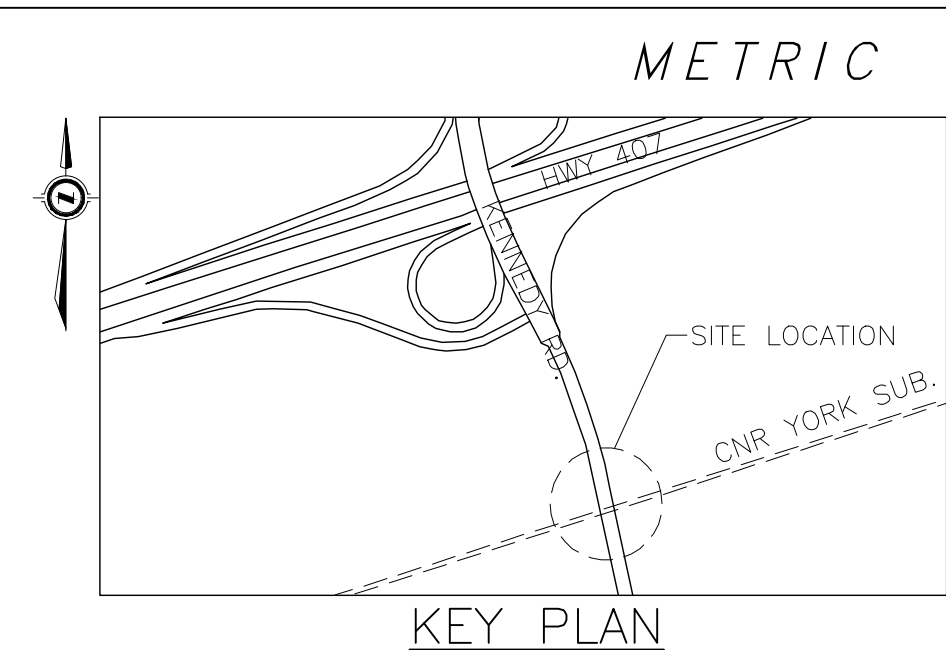 METRIC
HWY 407
KENNEDY RD.
SITE LOCATION
CNR YORK SUB.
N
KEY PLAN